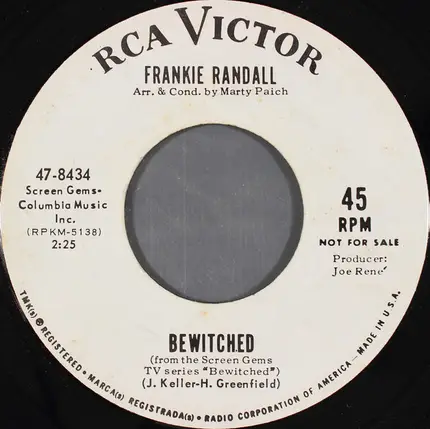 RCA VICTOR
FRANKIE RANDALL
Arr. & Cond. by Marty Paich
47-8434
Screen Gems-
Columbia Music
Inc.
(RPKM-5138)
2:25
45
RPM
NOT FOR SALE
Producer:
Joe René
BEWITCHED
(from the Screen Gems
TV series "Bewitched")
(J. Keller-H. Greenfield)
TMK(s) ® REGISTERED • MARCA(s) REGISTRADA(s) • RADIO CORPORATION OF AMERICA — MADE IN U.S.A.